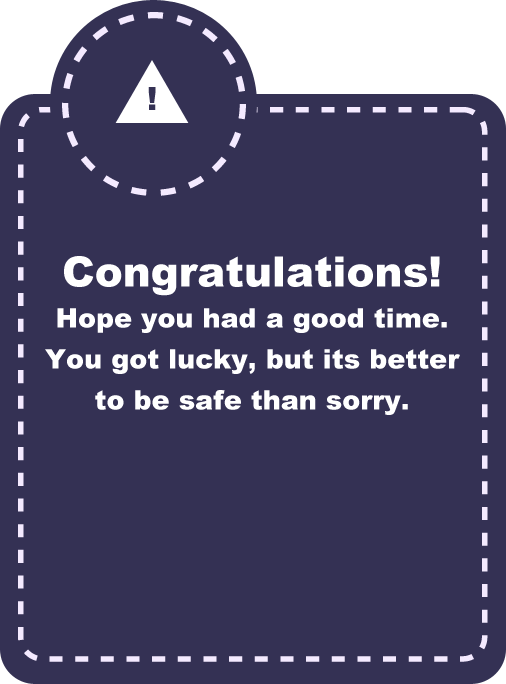 !
Congratulations!
Hope you had a good time.
You got lucky, but its better
to be safe than sorry.